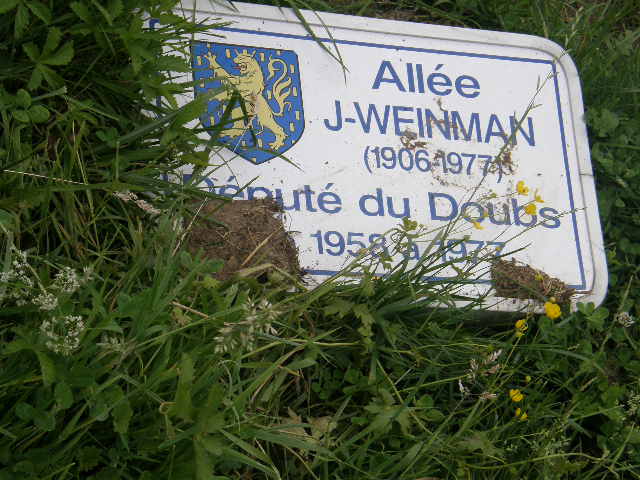 Allée
J-WEINMAN
(1906-1977)
Député du Doubs
1958 à 1977